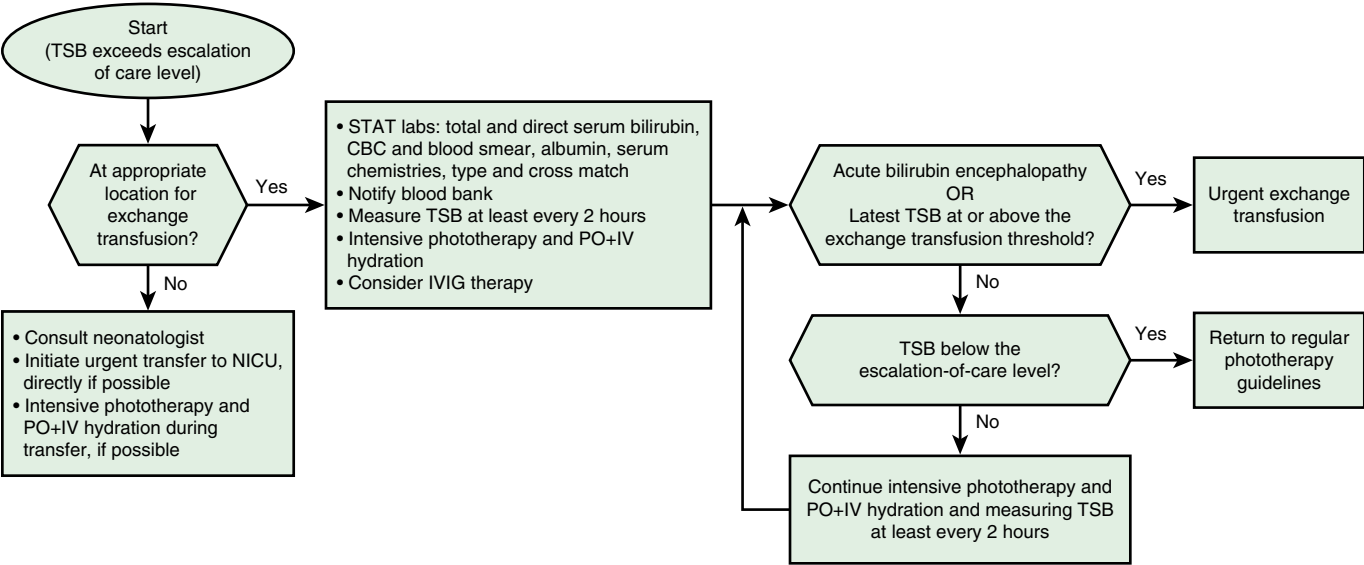 Start
(TSB exceeds escalation
of care level)
At appropriate
location for
exchange
transfusion?
Yes
No
• Consult neonatologist
• Initiate urgent transfer to NICU,
directly if possible
• Intensive phototherapy and
PO+IV hydration during
transfer, if possible
• STAT labs: total and direct serum bilirubin,
CBC and blood smear, albumin, serum
chemistries, type and cross match
• Notify blood bank
• Measure TSB at least every 2 hours
• Intensive phototherapy and PO+IV
hydration
• Consider IVIG therapy
Acute bilirubin encephalopathy
OR
Latest TSB at or above the
exchange transfusion threshold?
Yes
Urgent exchange
transfusion
No
TSB below the
escalation-of-care level?
Yes
Return to regular
phototherapy
guidelines
No
Continue intensive phototherapy and
PO+IV hydration and measuring TSB
at least every 2 hours